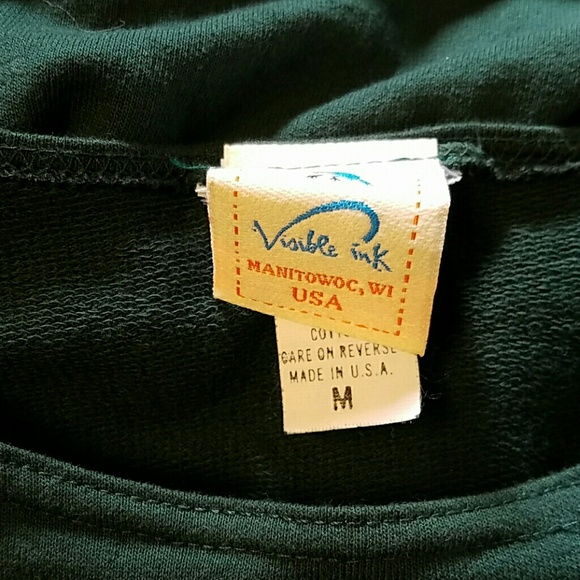 Visible ink
MANITOWOC, WI
USA
CARE ON REVERSE
MADE IN U.S.A.
M